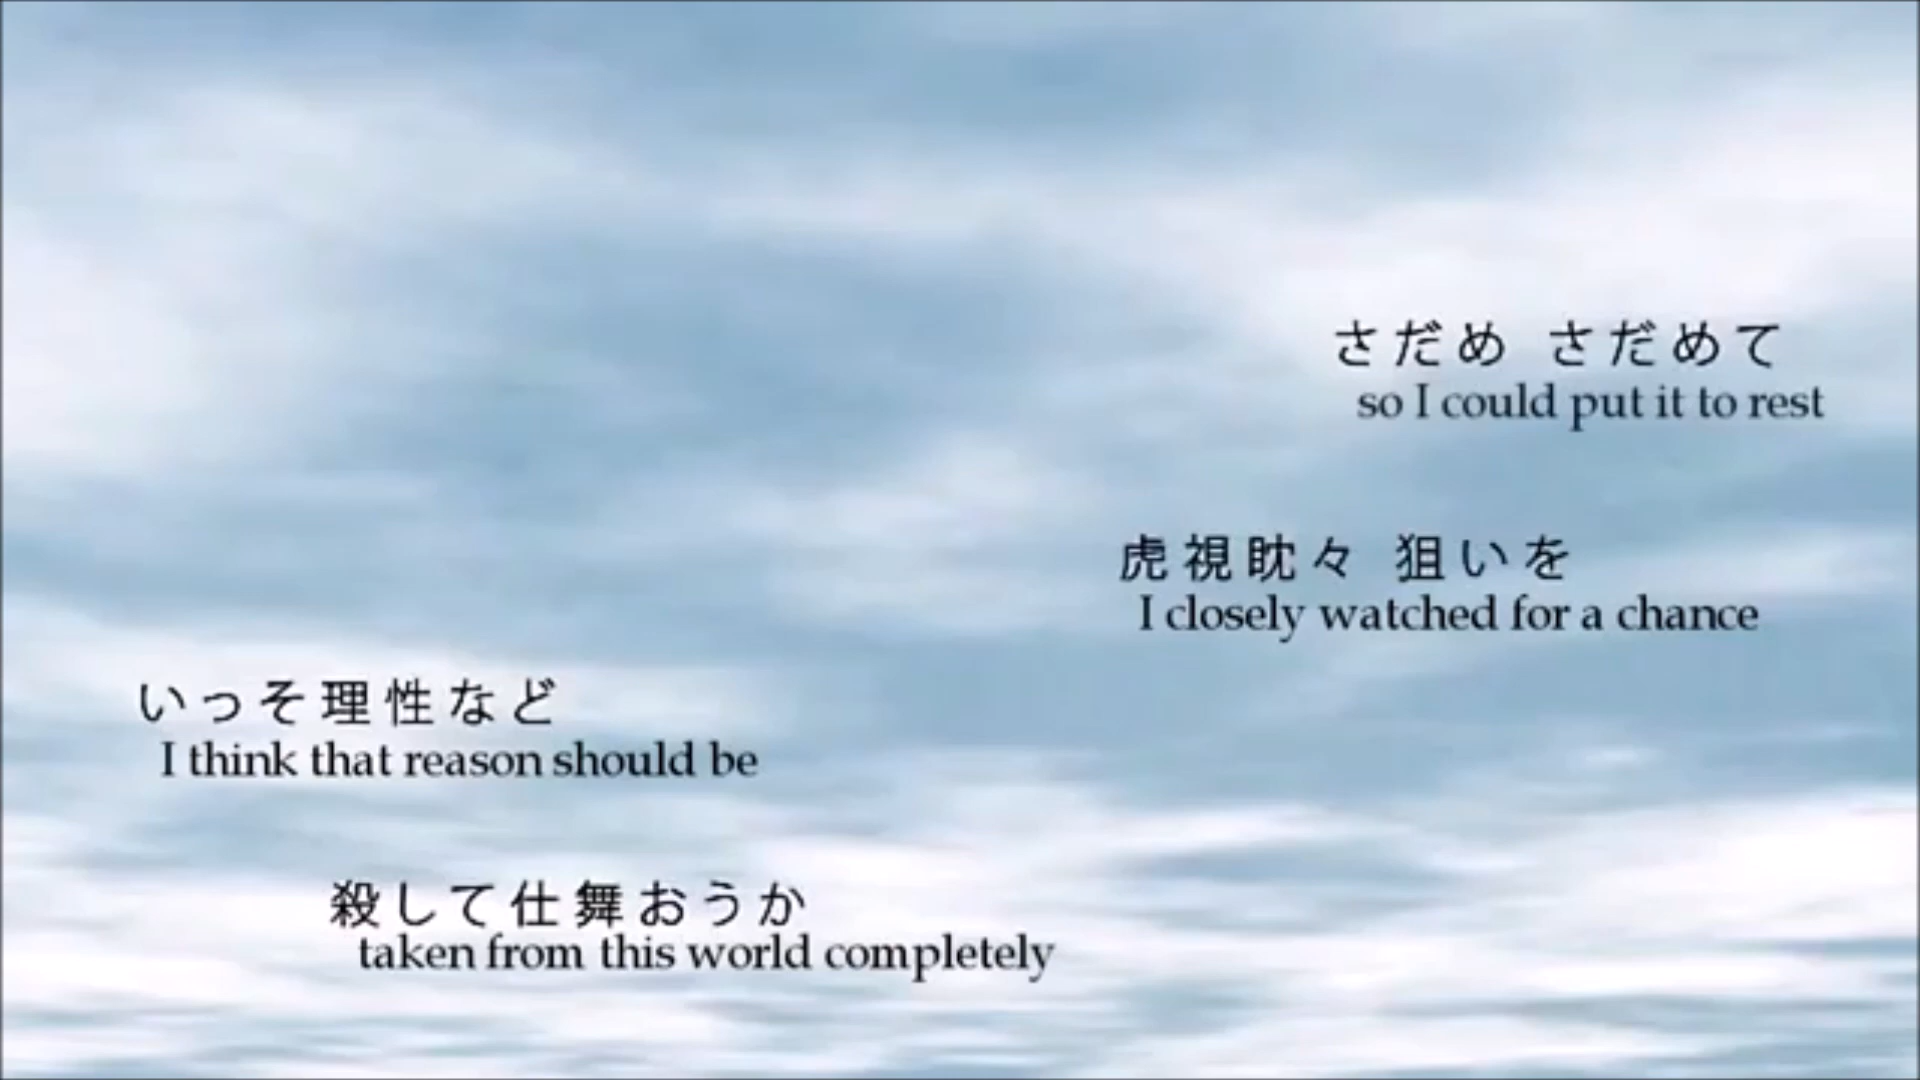 さだめ さだめて
so I could put it to rest
虎視眈々 狙いを
I closely watched for a chance
いっそ理性など
I think that reason should be
殺して仕舞おうか
taken from this world completely